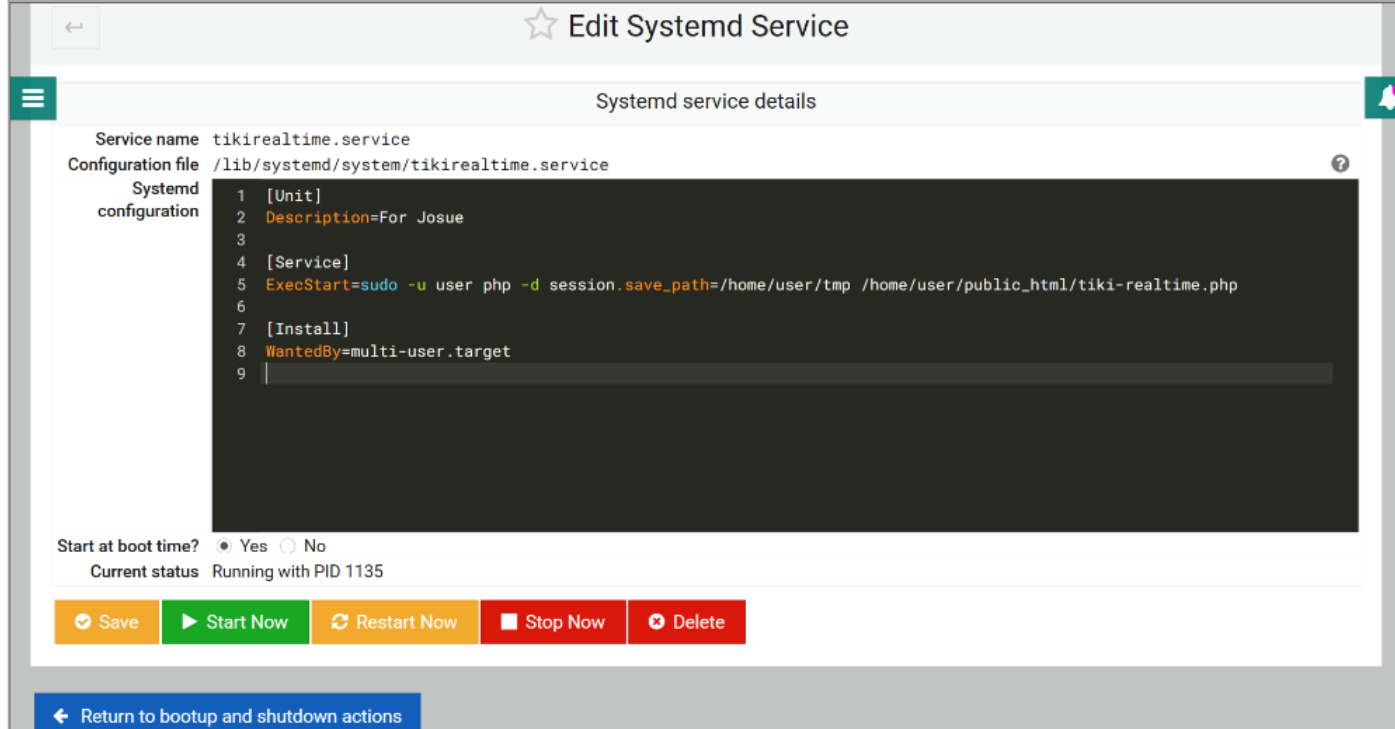 Edit Systemd Service
Systemd service details
Service name tikirealtime.service
Configuration file /lib/systemd/system/tikirealtime.service
Systemd configuration
1 [Unit]
2 Description=For Josue
3
4 [Service]
5 ExecStart=sudo -u user php -d session.save_path=/home/user/tmp /home/user/public_html/tiki-realtime.php
6
7 [Install]
8 WantedBy=multi-user.target
9
Start at boot time? Yes No
Current status Running with PID 1135
Save Start Now Restart Now Stop Now Delete
Return to bootup and shutdown actions